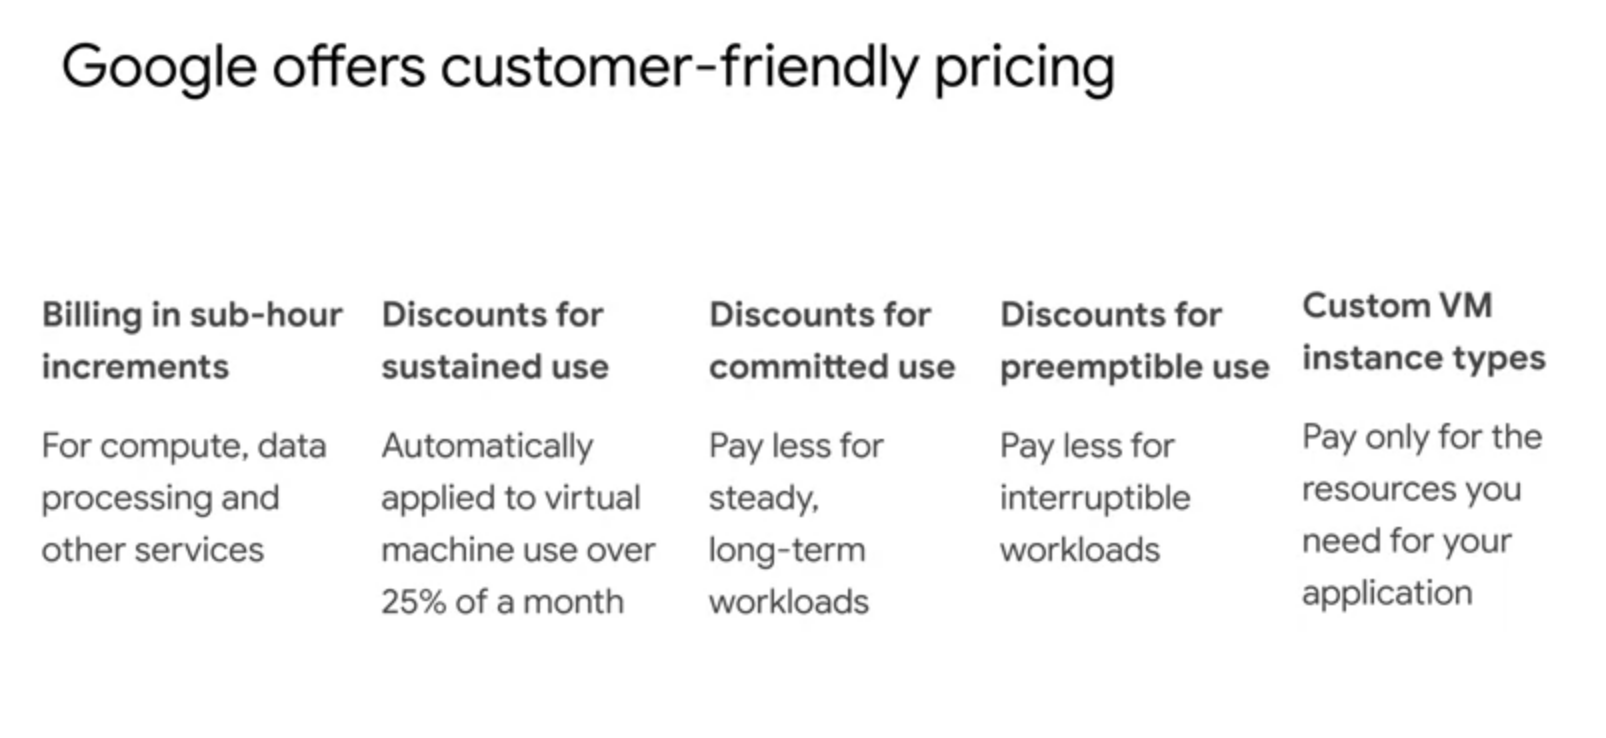 Google offers customer-friendly pricing
Billing in sub-hour
increments
For compute, data
processing and
other services
Discounts for
sustained use
Automatically
applied to virtual
machine use over
25% of a month
Discounts for
committed use
Pay less for
steady,
long-term
workloads
Discounts for
preemptible use
Pay less for
interruptible
workloads
Custom VM
instance types
Pay only for the
resources you
need for your
application